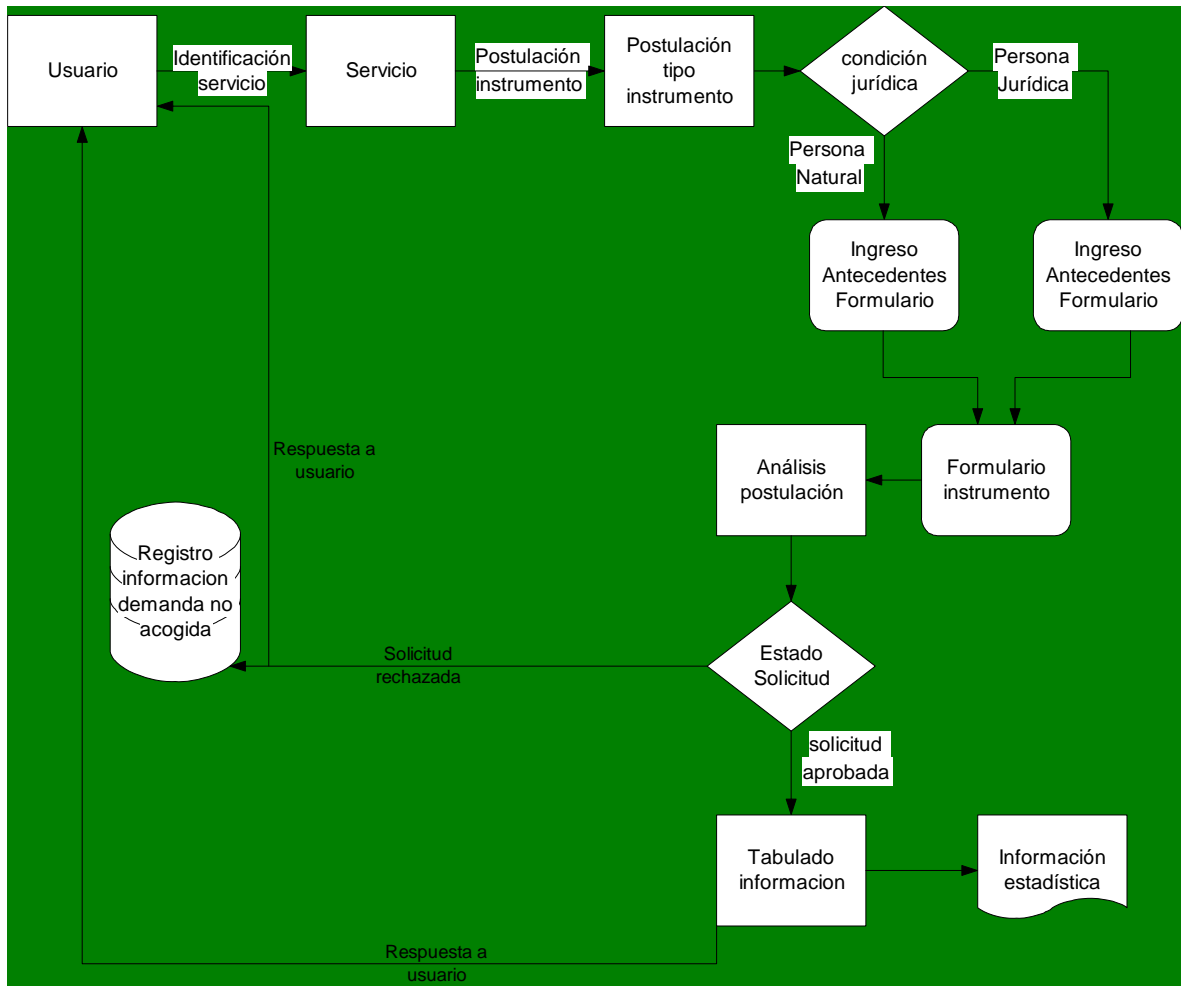 Usuario
Identificación
servicio
Servicio
Postulación
instrumento
Postulación
tipo
instrumento
condición
jurídica
Persona
Jurídica
Persona
Natural
Ingreso
Antecedentes
Formulario
Ingreso
Antecedentes
Formulario
Respuesta a
usuario
Análisis
postulación
Formulario
instrumento
Registro
informacion
demanda no
acogida
Solicitud
rechazada
Estado
Solicitud
solicitud
aprobada
Tabulado
informacion
Información
estadística
Respuesta a
usuario